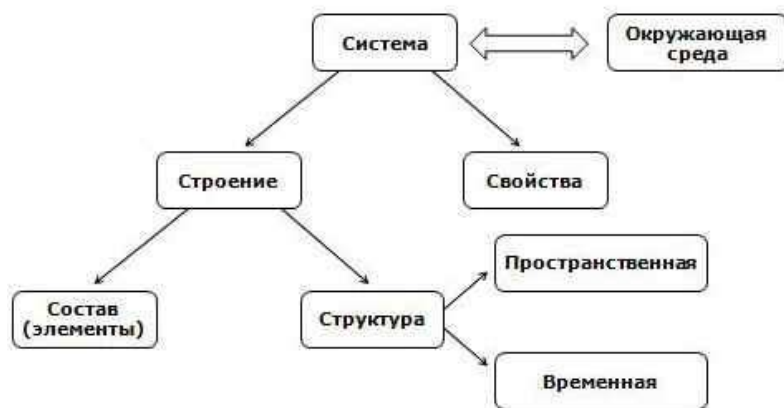 Система
Окружающая
среда
Строение
Свойства
Пространственная
Состав
(элементы)
Структура
Временная